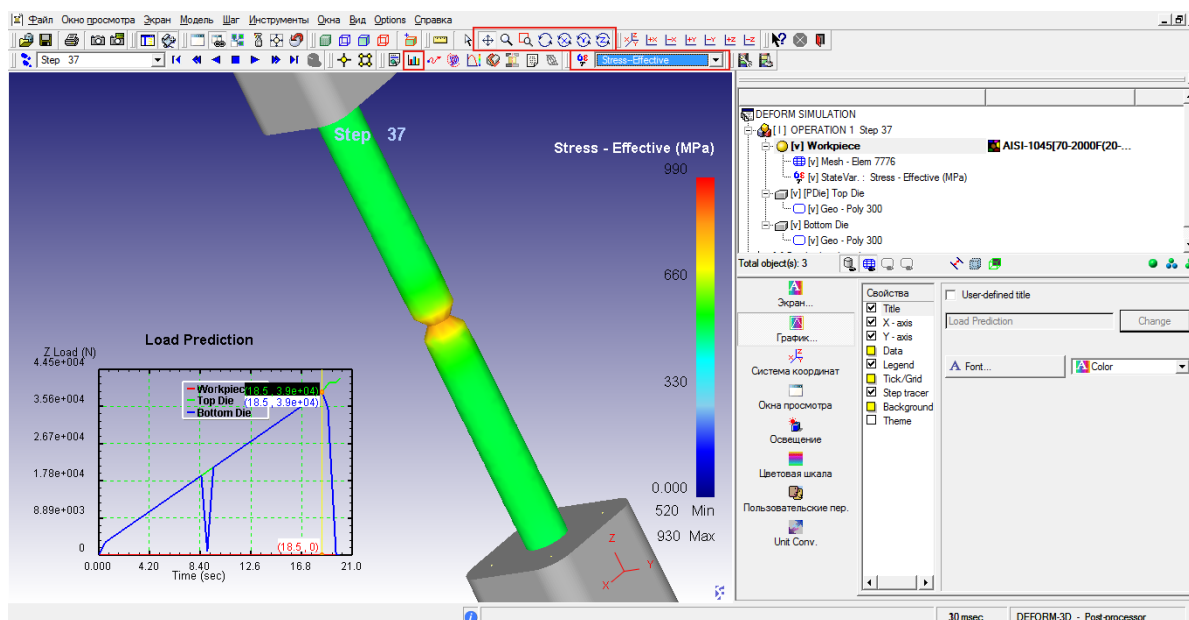 Файл Окно просмотра Экран Модель Шаг Инструменты Окна Вид Options Справка
Step 37
Stress--Effective
Step 37
Stress - Effective (MPa)
990
660
330
0.000
520 Min
930 Max
Z
Y
X
Load Prediction
Z Load (N)
4.45e+004
3.56e+004
2.67e+004
1.78e+004
8.89e+003
0
0.000 4.20 8.40 12.6 16.8 21.0
Time (sec)
Workpiec (18.5 , 3.9e+04)
Top Die (18.5 , 3.9e+04)
Bottom Die
(18.5 , 0)
DEFORM SIMULATION
[1] OPERATION 1 Step 37
[v] Workpiece AISI-1045[70-2000F(20-...
[v] Mesh - Elem 7776
[v] StateVar. : Stress - Effective (MPa)
[v] [PDie] Top Die
[v] Geo - Poly 300
[v] Bottom Die
[v] Geo - Poly 300
Total object(s): 3
Экран...
График...
Система координат
Окна просмотра
Освещение
Цветовая шкала
Пользовательские пер.
Unit Conv.
Свойства
Title
X - axis
Y - axis
Data
Legend
Tick/Grid
Step tracer
Background
Theme
User-defined title
Load Prediction Change
A Font... Color
30 msec DEFORM-3D - Post-processor